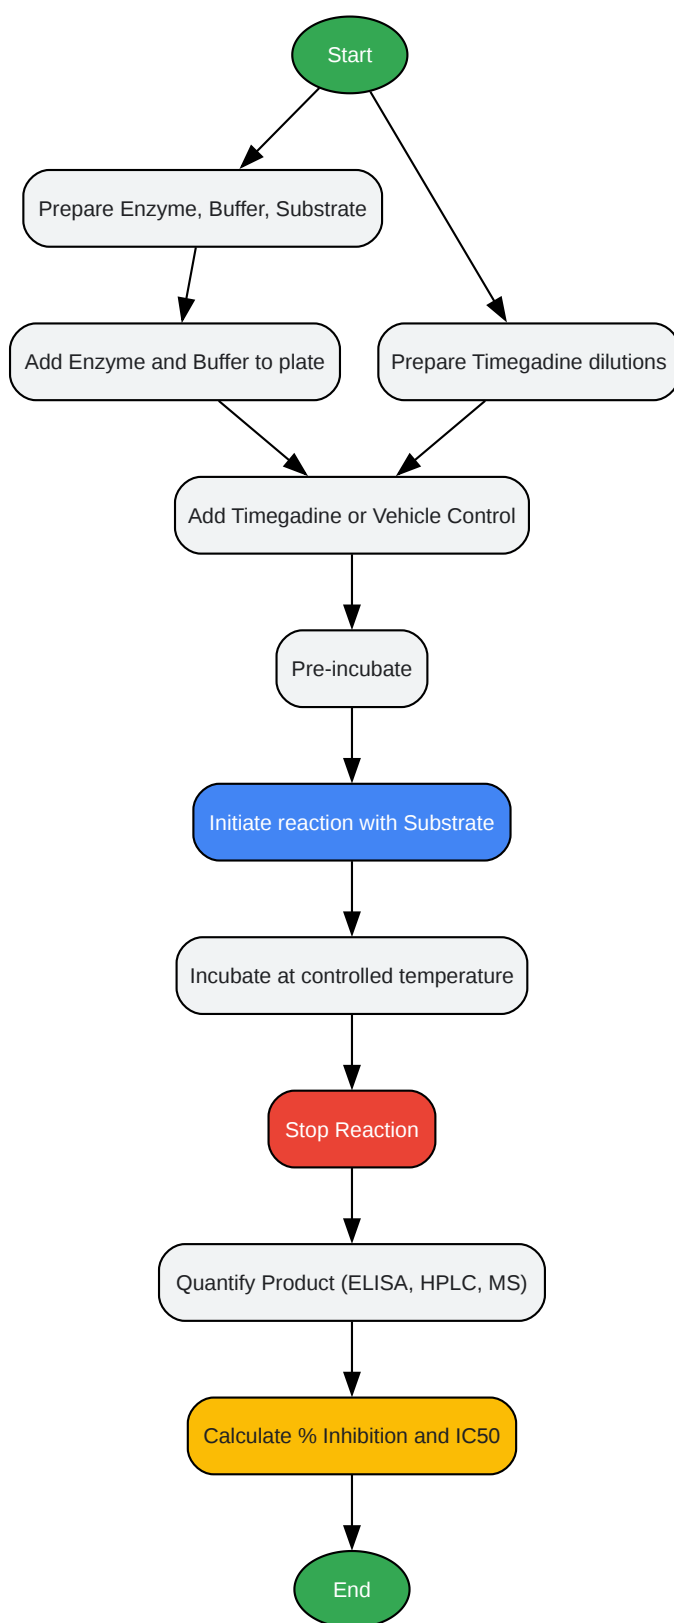 Start
Prepare Enzyme, Buffer, Substrate
Add Enzyme and Buffer to plate
Prepare Timegadine dilutions
Add Timegadine or Vehicle Control
Pre-incubate
Initiate reaction with Substrate
Incubate at controlled temperature
Stop Reaction
Quantify Product (ELISA, HPLC, MS)
Calculate % Inhibition and IC50
End